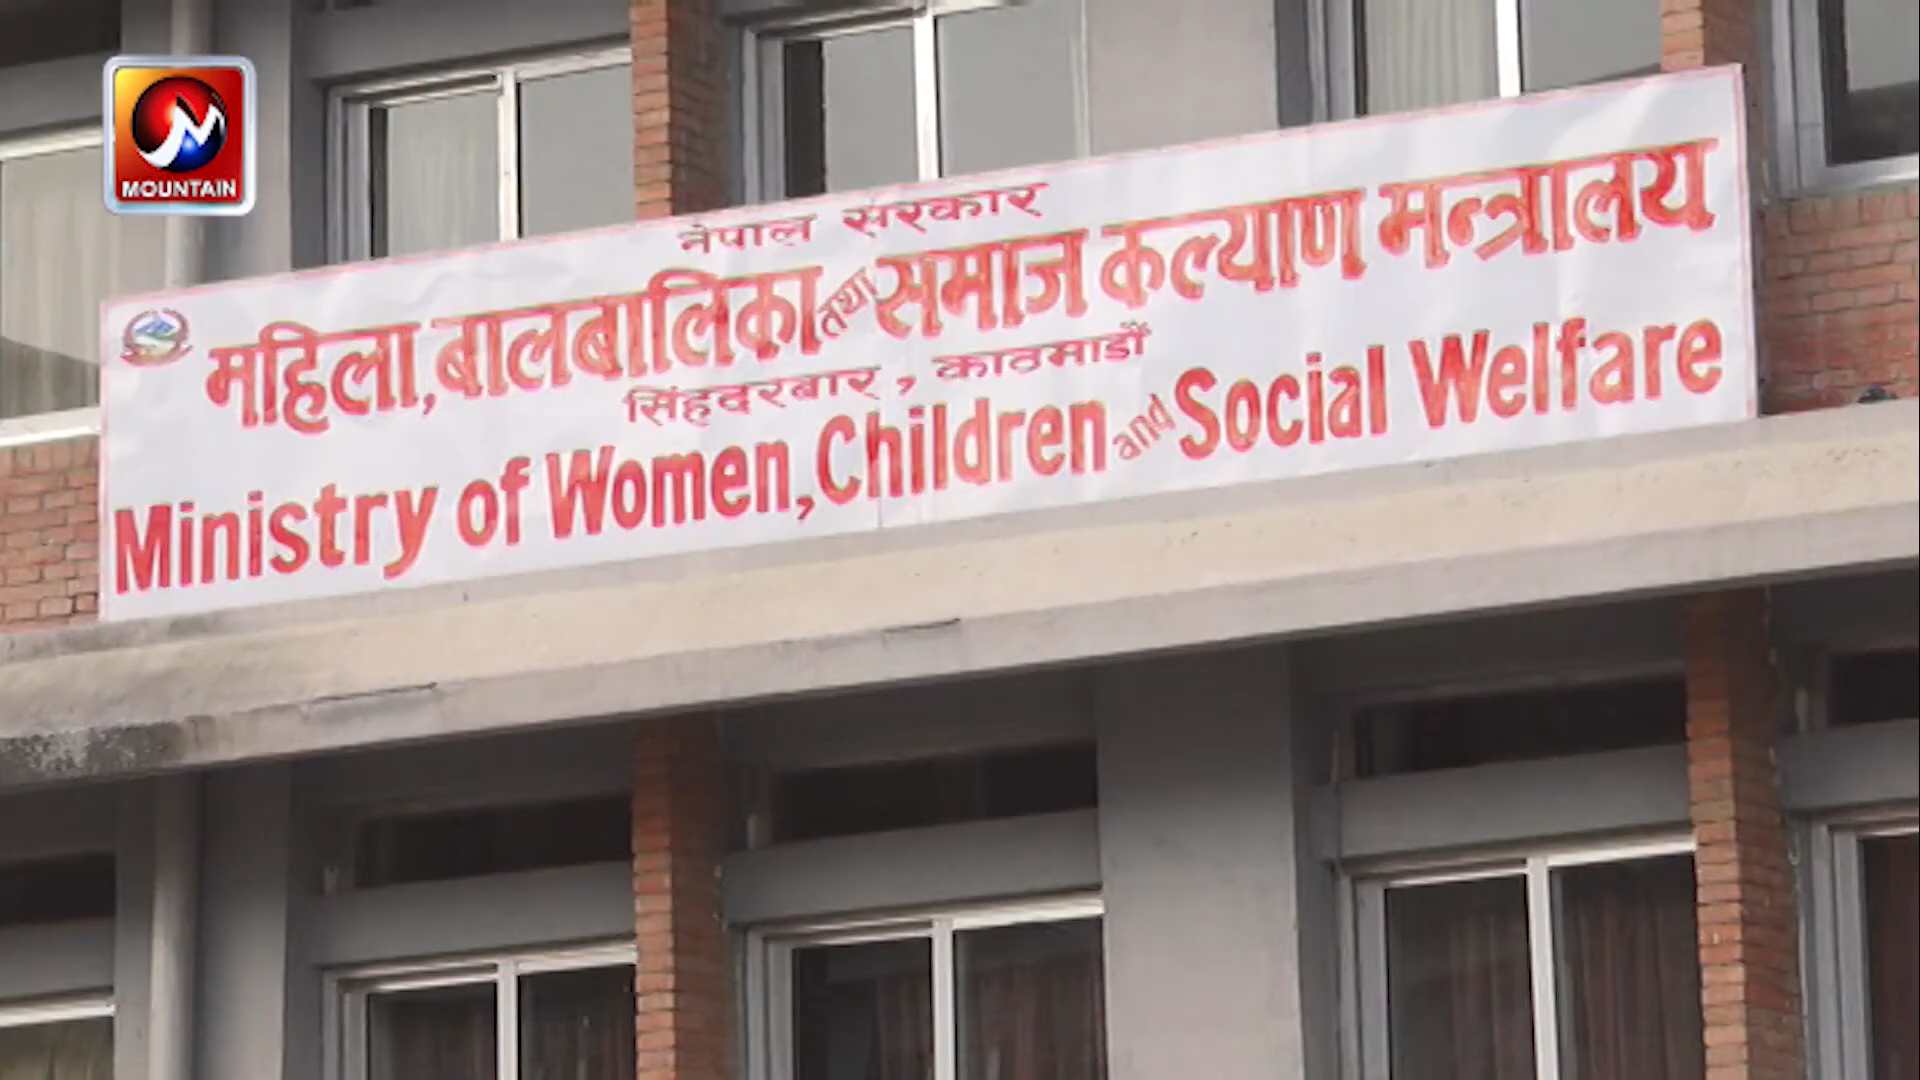 MOUNTAIN
नेपाल सरकार
महिला, बालबालिका तथा समाज कल्याण मन्त्रालय
सिंहदरबार, काठमाडौं
Ministry of Women, Children and Social Welfare